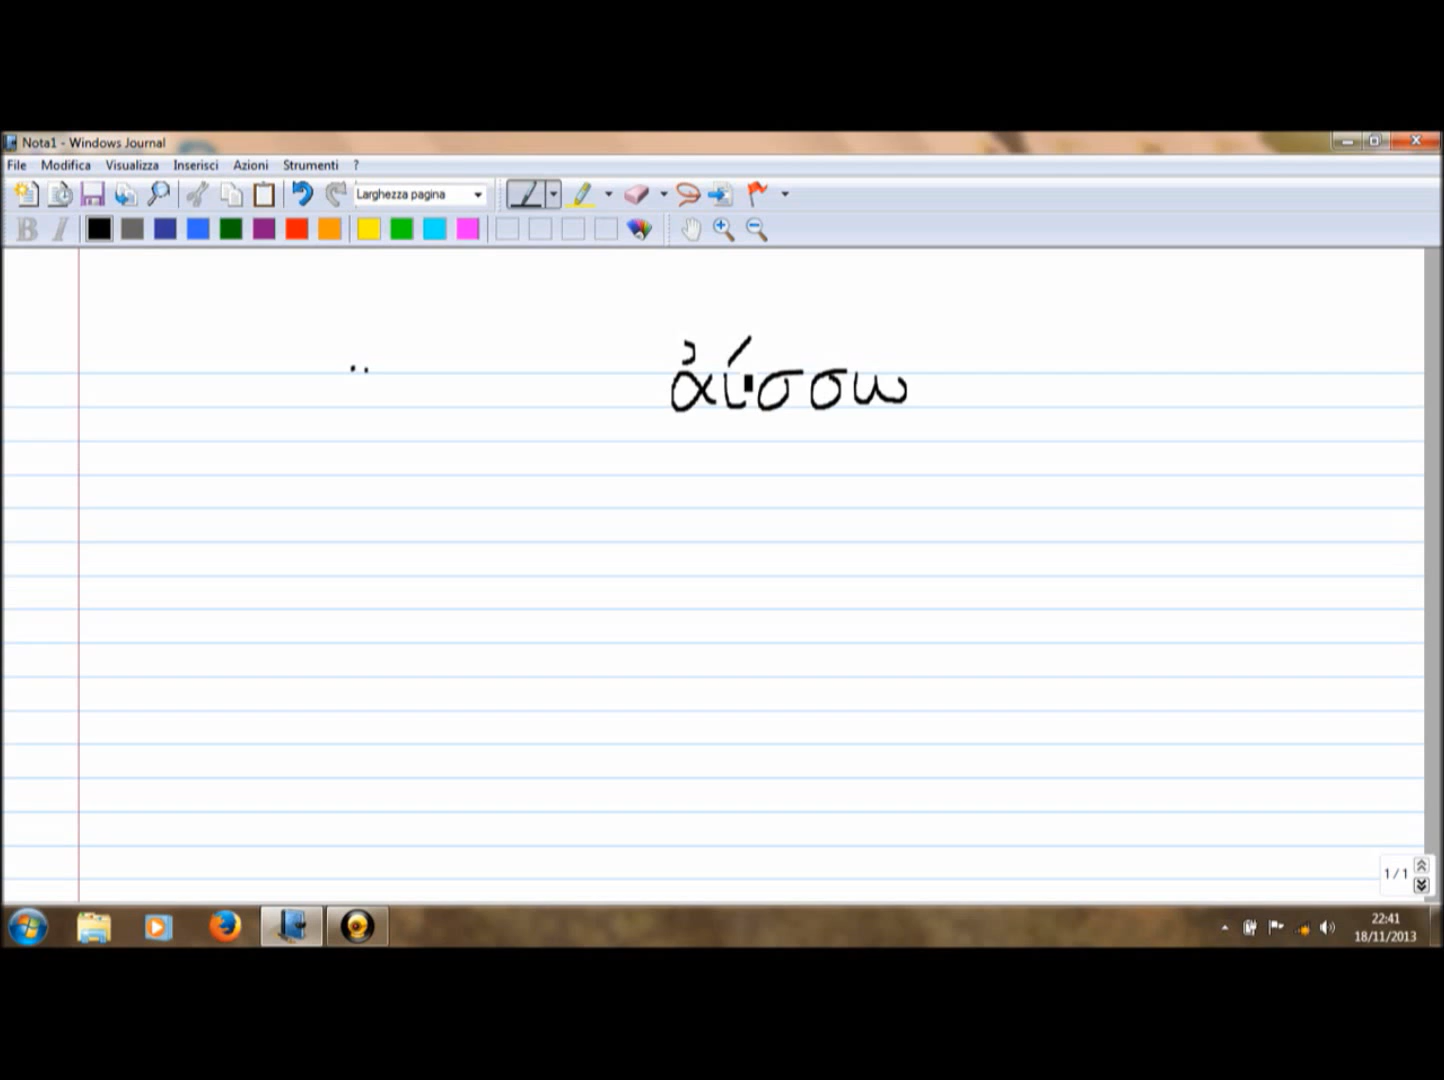 Nota1 - Windows Journal
File Modifica Visualizza Inserisci Azioni Strumenti ?
Larghezza pagina
B I
¨ ἀίσσω
1 / 1
22:41
18/11/2013